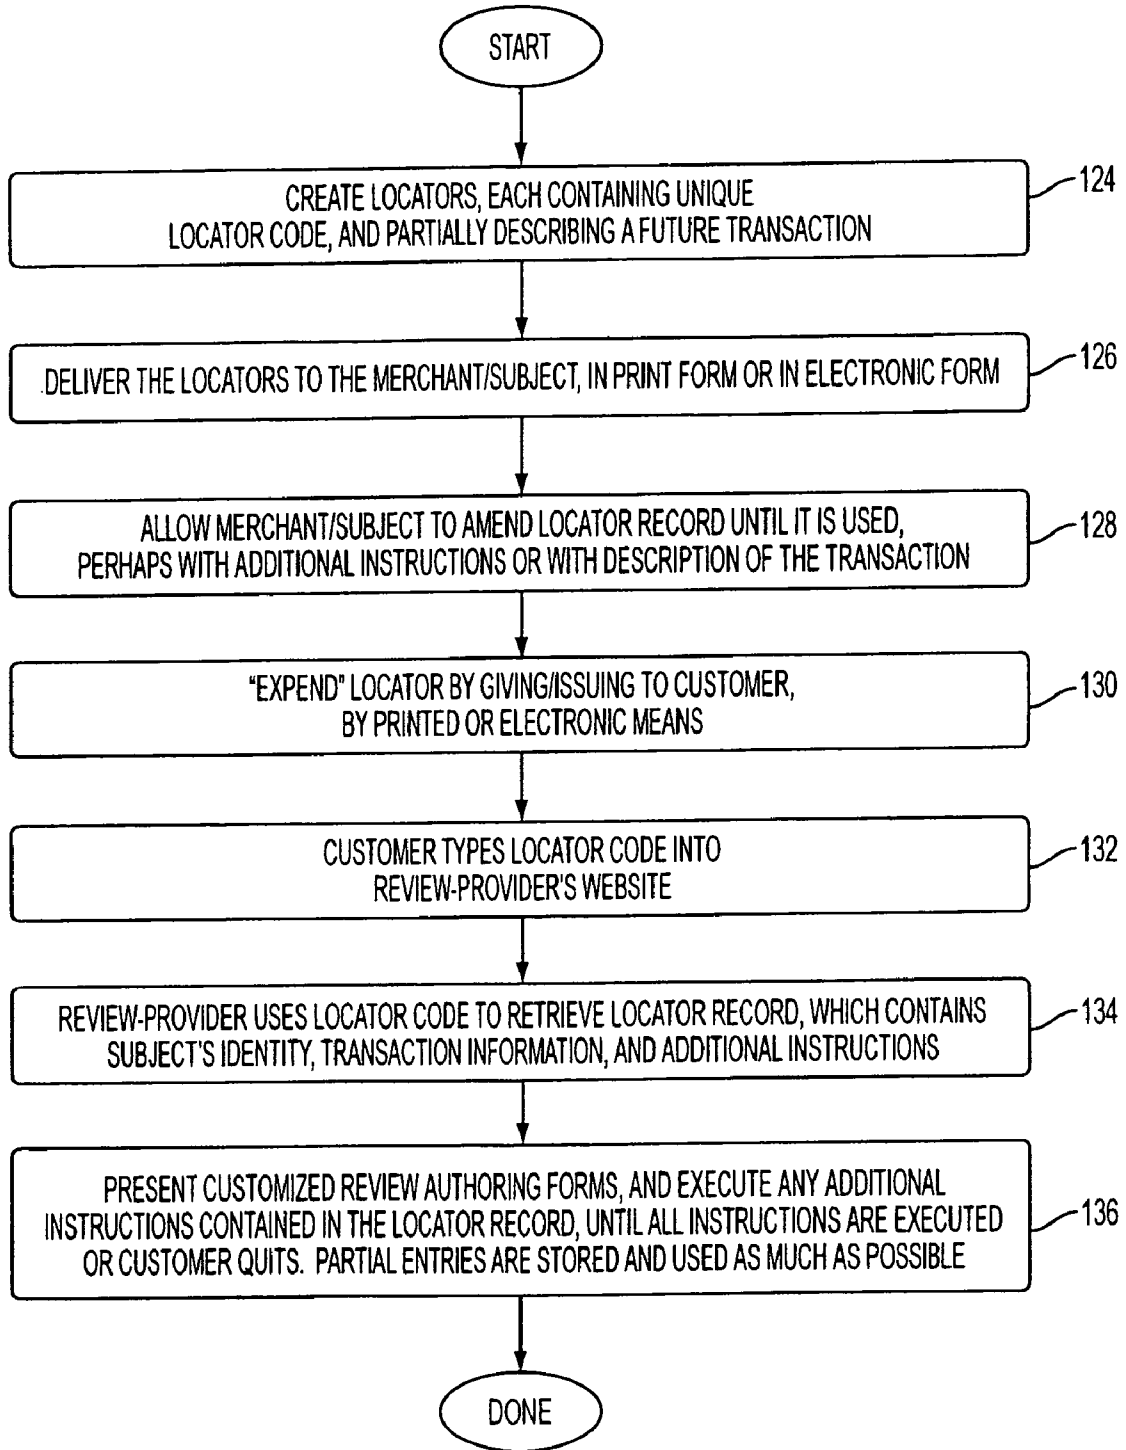 START
CREATE LOCATORS, EACH CONTAINING UNIQUE
LOCATOR CODE, AND PARTIALLY DESCRIBING A FUTURE TRANSACTION
124
DELIVER THE LOCATORS TO THE MERCHANT/SUBJECT, IN PRINT FORM OR IN ELECTRONIC FORM
126
ALLOW MERCHANT/SUBJECT TO AMEND LOCATOR RECORD UNTIL IT IS USED,
PERHAPS WITH ADDITIONAL INSTRUCTIONS OR WITH DESCRIPTION OF THE TRANSACTION
128
"EXPEND" LOCATOR BY GIVING/ISSUING TO CUSTOMER,
BY PRINTED OR ELECTRONIC MEANS
130
CUSTOMER TYPES LOCATOR CODE INTO
REVIEW-PROVIDER'S WEBSITE
132
REVIEW-PROVIDER USES LOCATOR CODE TO RETRIEVE LOCATOR RECORD, WHICH CONTAINS
SUBJECT'S IDENTITY, TRANSACTION INFORMATION, AND ADDITIONAL INSTRUCTIONS
134
PRESENT CUSTOMIZED REVIEW AUTHORING FORMS, AND EXECUTE ANY ADDITIONAL
INSTRUCTIONS CONTAINED IN THE LOCATOR RECORD, UNTIL ALL INSTRUCTIONS ARE EXECUTED
OR CUSTOMER QUITS. PARTIAL ENTRIES ARE STORED AND USED AS MUCH AS POSSIBLE
136
DONE